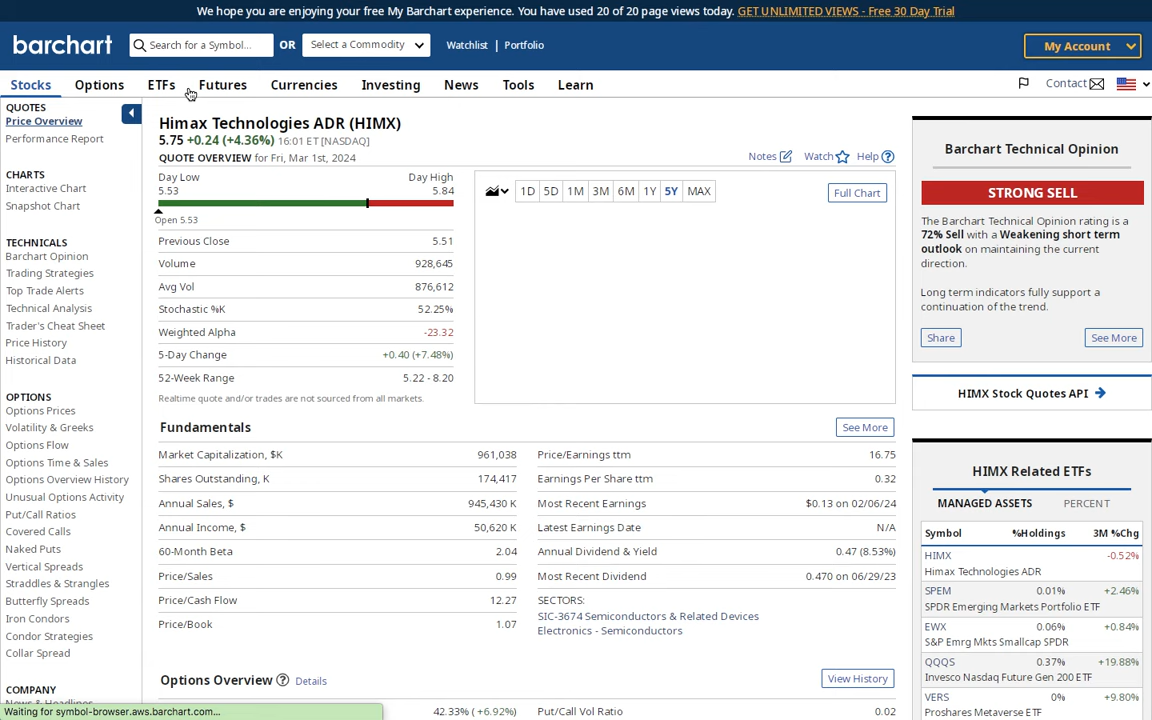 We hope you are enjoying your free My Barchart experience. You have used 20 of 20 page views today. GET UNLIMITED VIEWS - Free 30 Day Trial
barchart
Search for a Symbol...
OR
Select a Commodity
Watchlist | Portfolio
My Account
Stocks Options ETFs Futures Currencies Investing News Tools Learn
Contact
QUOTES
Price Overview
Performance Report
CHARTS
Interactive Chart
Snapshot Chart
TECHNICALS
Barchart Opinion
Trading Strategies
Top Trade Alerts
Technical Analysis
Trader's Cheat Sheet
Price History
Historical Data
OPTIONS
Options Prices
Volatility & Greeks
Options Flow
Options Time & Sales
Options Overview History
Unusual Options Activity
Put/Call Ratios
Covered Calls
Naked Puts
Vertical Spreads
Straddles & Strangles
Butterfly Spreads
Iron Condors
Condor Strategies
Collar Spread
COMPANY
Waiting for symbol-browser.aws.barchart.com...
Himax Technologies ADR (HIMX)
5.75 +0.24 (+4.36%) 16:01 ET [NASDAQ]
QUOTE OVERVIEW for Fri, Mar 1st, 2024
Notes Watch Help ?
Day Low Day High
5.53 5.84
Open 5.53
Previous Close 5.51
Volume 928,645
Avg Vol 876,612
Stochastic %K 52.25%
Weighted Alpha -23.32
5-Day Change +0.40 (+7.48%)
52-Week Range 5.22 - 8.20
Realtime quote and/or trades are not sourced from all markets.
1D 5D 1M 3M 6M 1Y 5Y MAX
Full Chart
Fundamentals
See More
Market Capitalization, $K 961,038
Shares Outstanding, K 174,417
Annual Sales, $ 945,430 K
Annual Income, $ 50,620 K
60-Month Beta 2.04
Price/Sales 0.99
Price/Cash Flow 12.27
Price/Book 1.07
Price/Earnings ttm 16.75
Earnings Per Share ttm 0.32
Most Recent Earnings $0.13 on 02/06/24
Latest Earnings Date N/A
Annual Dividend & Yield 0.47 (8.53%)
Most Recent Dividend 0.470 on 06/29/23
SECTORS:
SIC-3674 Semiconductors & Related Devices
Electronics - Semiconductors
Options Overview ? Details
View History
42.33% ( +6.92%)
Put/Call Vol Ratio 0.02
Barchart Technical Opinion
STRONG SELL
The Barchart Technical Opinion rating is a
72% Sell with a Weakening short term
outlook on maintaining the current
direction.
Long term indicators fully support a
continuation of the trend.
Share See More
HIMX Stock Quotes API
HIMX Related ETFs
MANAGED ASSETS PERCENT
Symbol %Holdings 3M %Chg
HIMX -0.52%
Himax Technologies ADR
SPEM 0.01% +2.46%
SPDR Emerging Markets Portfolio ETF
EWX 0.06% +0.84%
S&P Emrg Mkts Smallcap SPDR
QQQS 0.37% +19.88%
Invesco Nasdaq Future Gen 200 ETF
VERS 0% +9.80%
Proshares Metaverse ETF